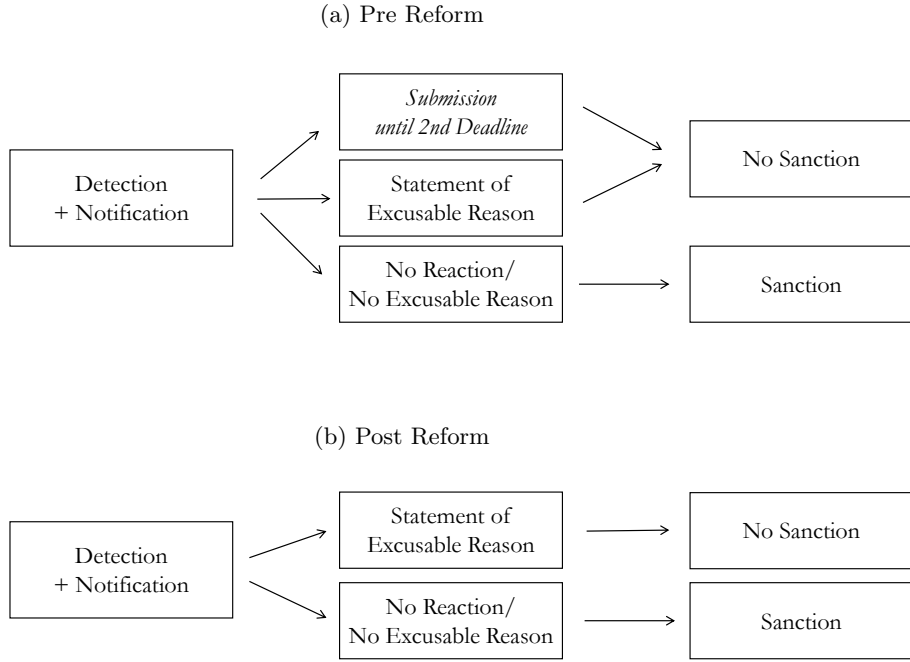 (a) Pre Reform
Submission
until 2nd Deadline
Detection
+ Notification
Statement of
Excusable Reason
No Sanction
No Reaction/
No Excusable Reason
Sanction
(b) Post Reform
Detection
+ Notification
Statement of
Excusable Reason
No Sanction
No Reaction/
No Excusable Reason
Sanction